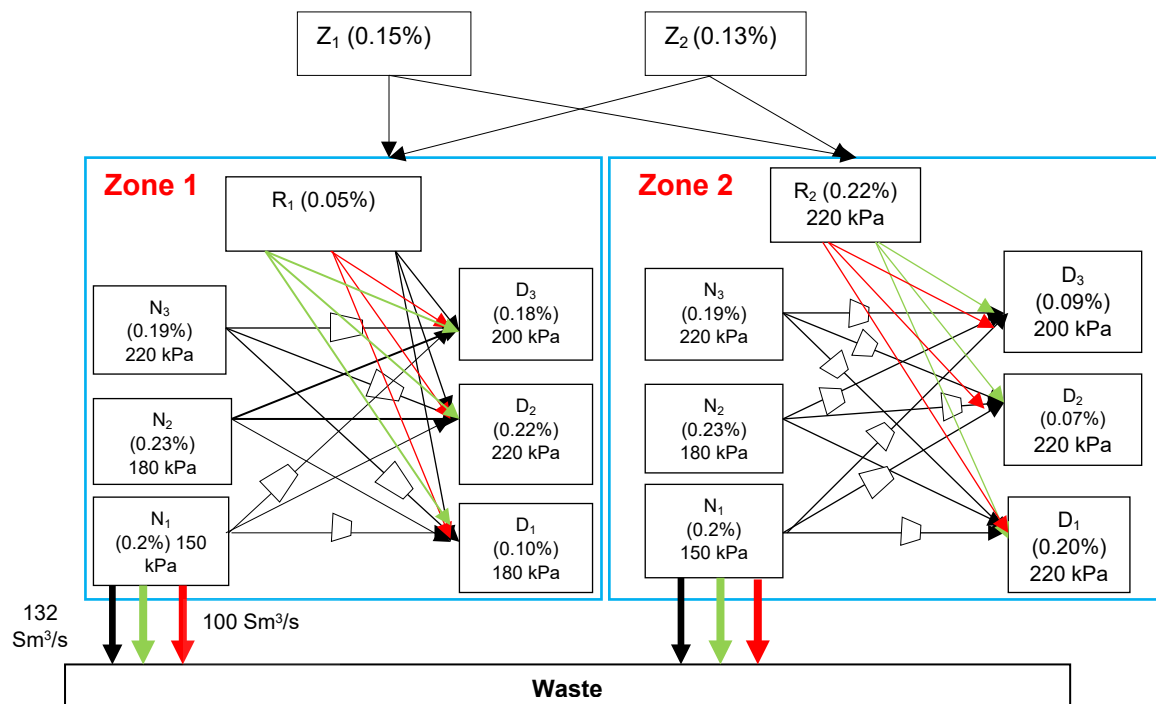 Z₁ (0.15%)
Z₂ (0.13%)
Zone 1
R₁ (0.05%)
N₃
(0.19%)
220 kPa
N₂
(0.23%)
180 kPa
N₁
(0.2%) 150
kPa
D₃
(0.18%)
200 kPa
D₂
(0.22%)
220 kPa
D₁
(0.10%)
180 kPa
Zone 2
R₂ (0.22%)
220 kPa
N₃
(0.19%)
220 kPa
N₂
(0.23%)
180 kPa
N₁
(0.2%)
150 kPa
D₃
(0.09%)
200 kPa
D₂
(0.07%)
220 kPa
D₁
(0.20%)
220 kPa
132
Sm³/s
100 Sm³/s
Waste